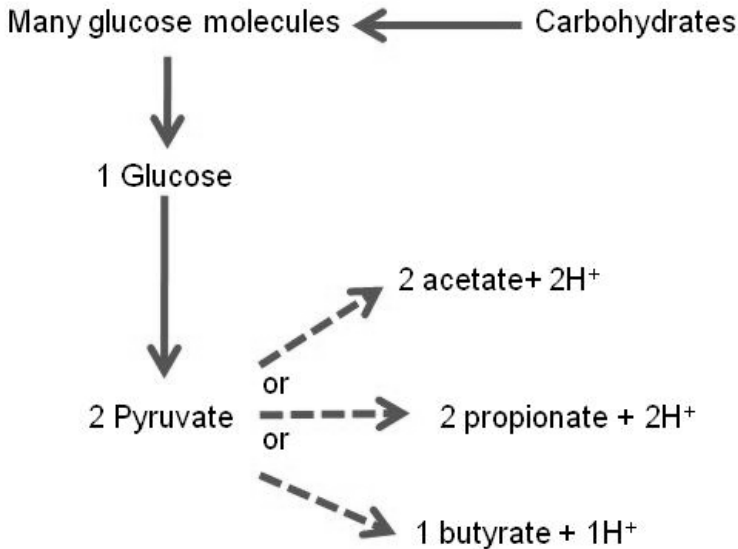 Many glucose molecules
Carbohydrates
1 Glucose
2 acetate+ 2H⁺
or
2 Pyruvate
2 propionate + 2H⁺
or
1 butyrate + 1H⁺